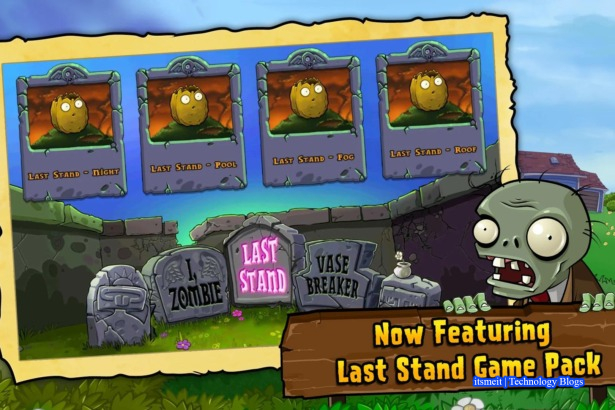 Last Stand - Night
Last Stand - Pool
Last Stand - Fog
Last Stand - Roof
I,
ZOMBIE
LAST
STAND
VASE
BREAKER
Now Featuring
Last Stand Game Pack
itsmeit | Technology Blogs